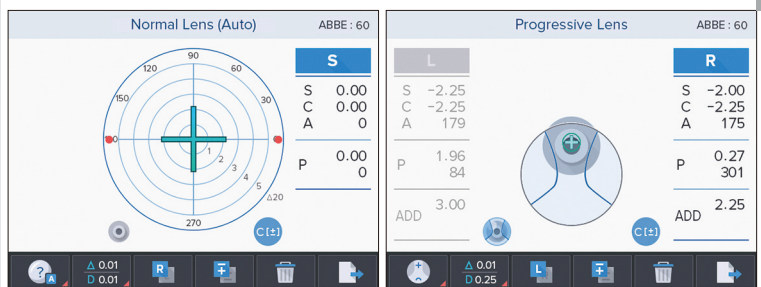 Normal Lens (Auto)
ABBE : 60
S
90
120
60
150
30
0
1
2
3
4
5
△20
270
S 0.00
C 0.00
A 0
P 0.00
0
C[±]
? A
△ 0.01
D 0.01
R
Progressive Lens
ABBE : 60
L
S −2.25
C −2.25
A 179
P 1.96
84
ADD 3.00
R
S −2.00
C −2.25
A 175
P 0.27
301
ADD 2.25
C[±]
△ 0.01
D 0.25
L